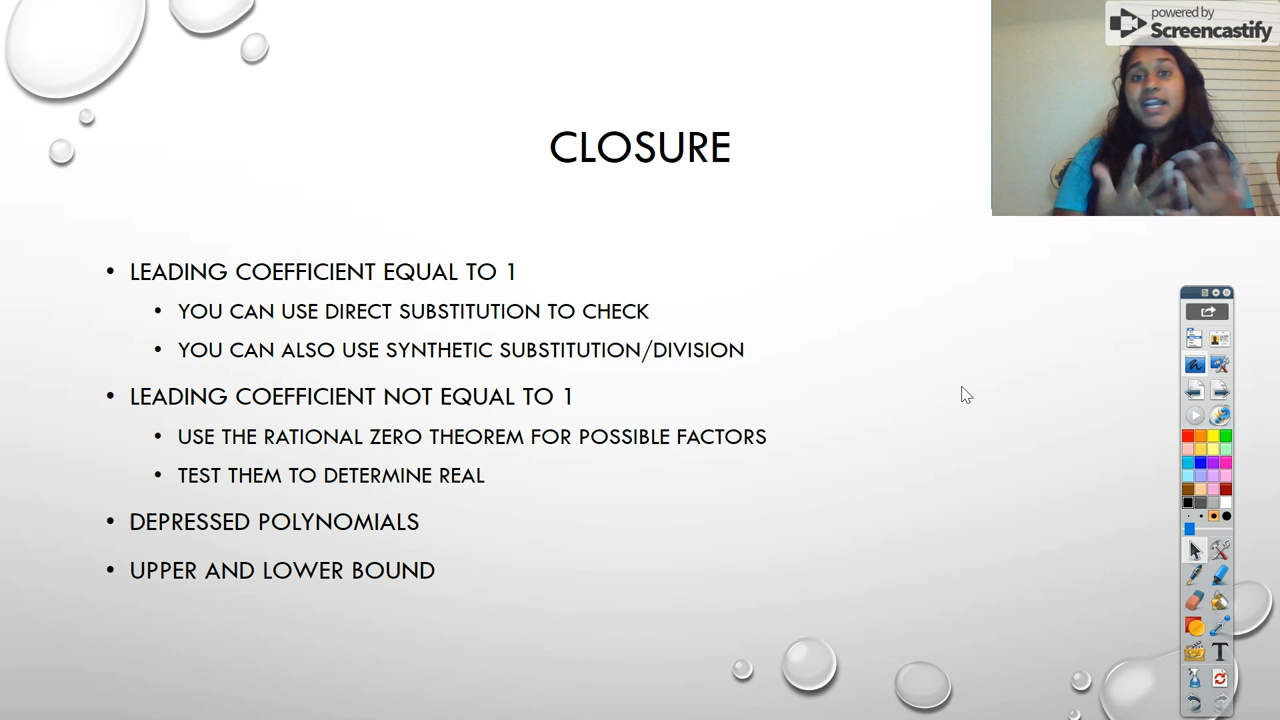 powered by
Screencastify
CLOSURE
• LEADING COEFFICIENT EQUAL TO 1
• YOU CAN USE DIRECT SUBSTITUTION TO CHECK
• YOU CAN ALSO USE SYNTHETIC SUBSTITUTION/DIVISION
• LEADING COEFFICIENT NOT EQUAL TO 1
• USE THE RATIONAL ZERO THEOREM FOR POSSIBLE FACTORS
• TEST THEM TO DETERMINE REAL
• DEPRESSED POLYNOMIALS
• UPPER AND LOWER BOUND
T